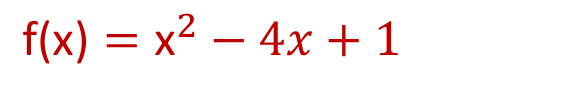 f(x) = x² − 4x + 1